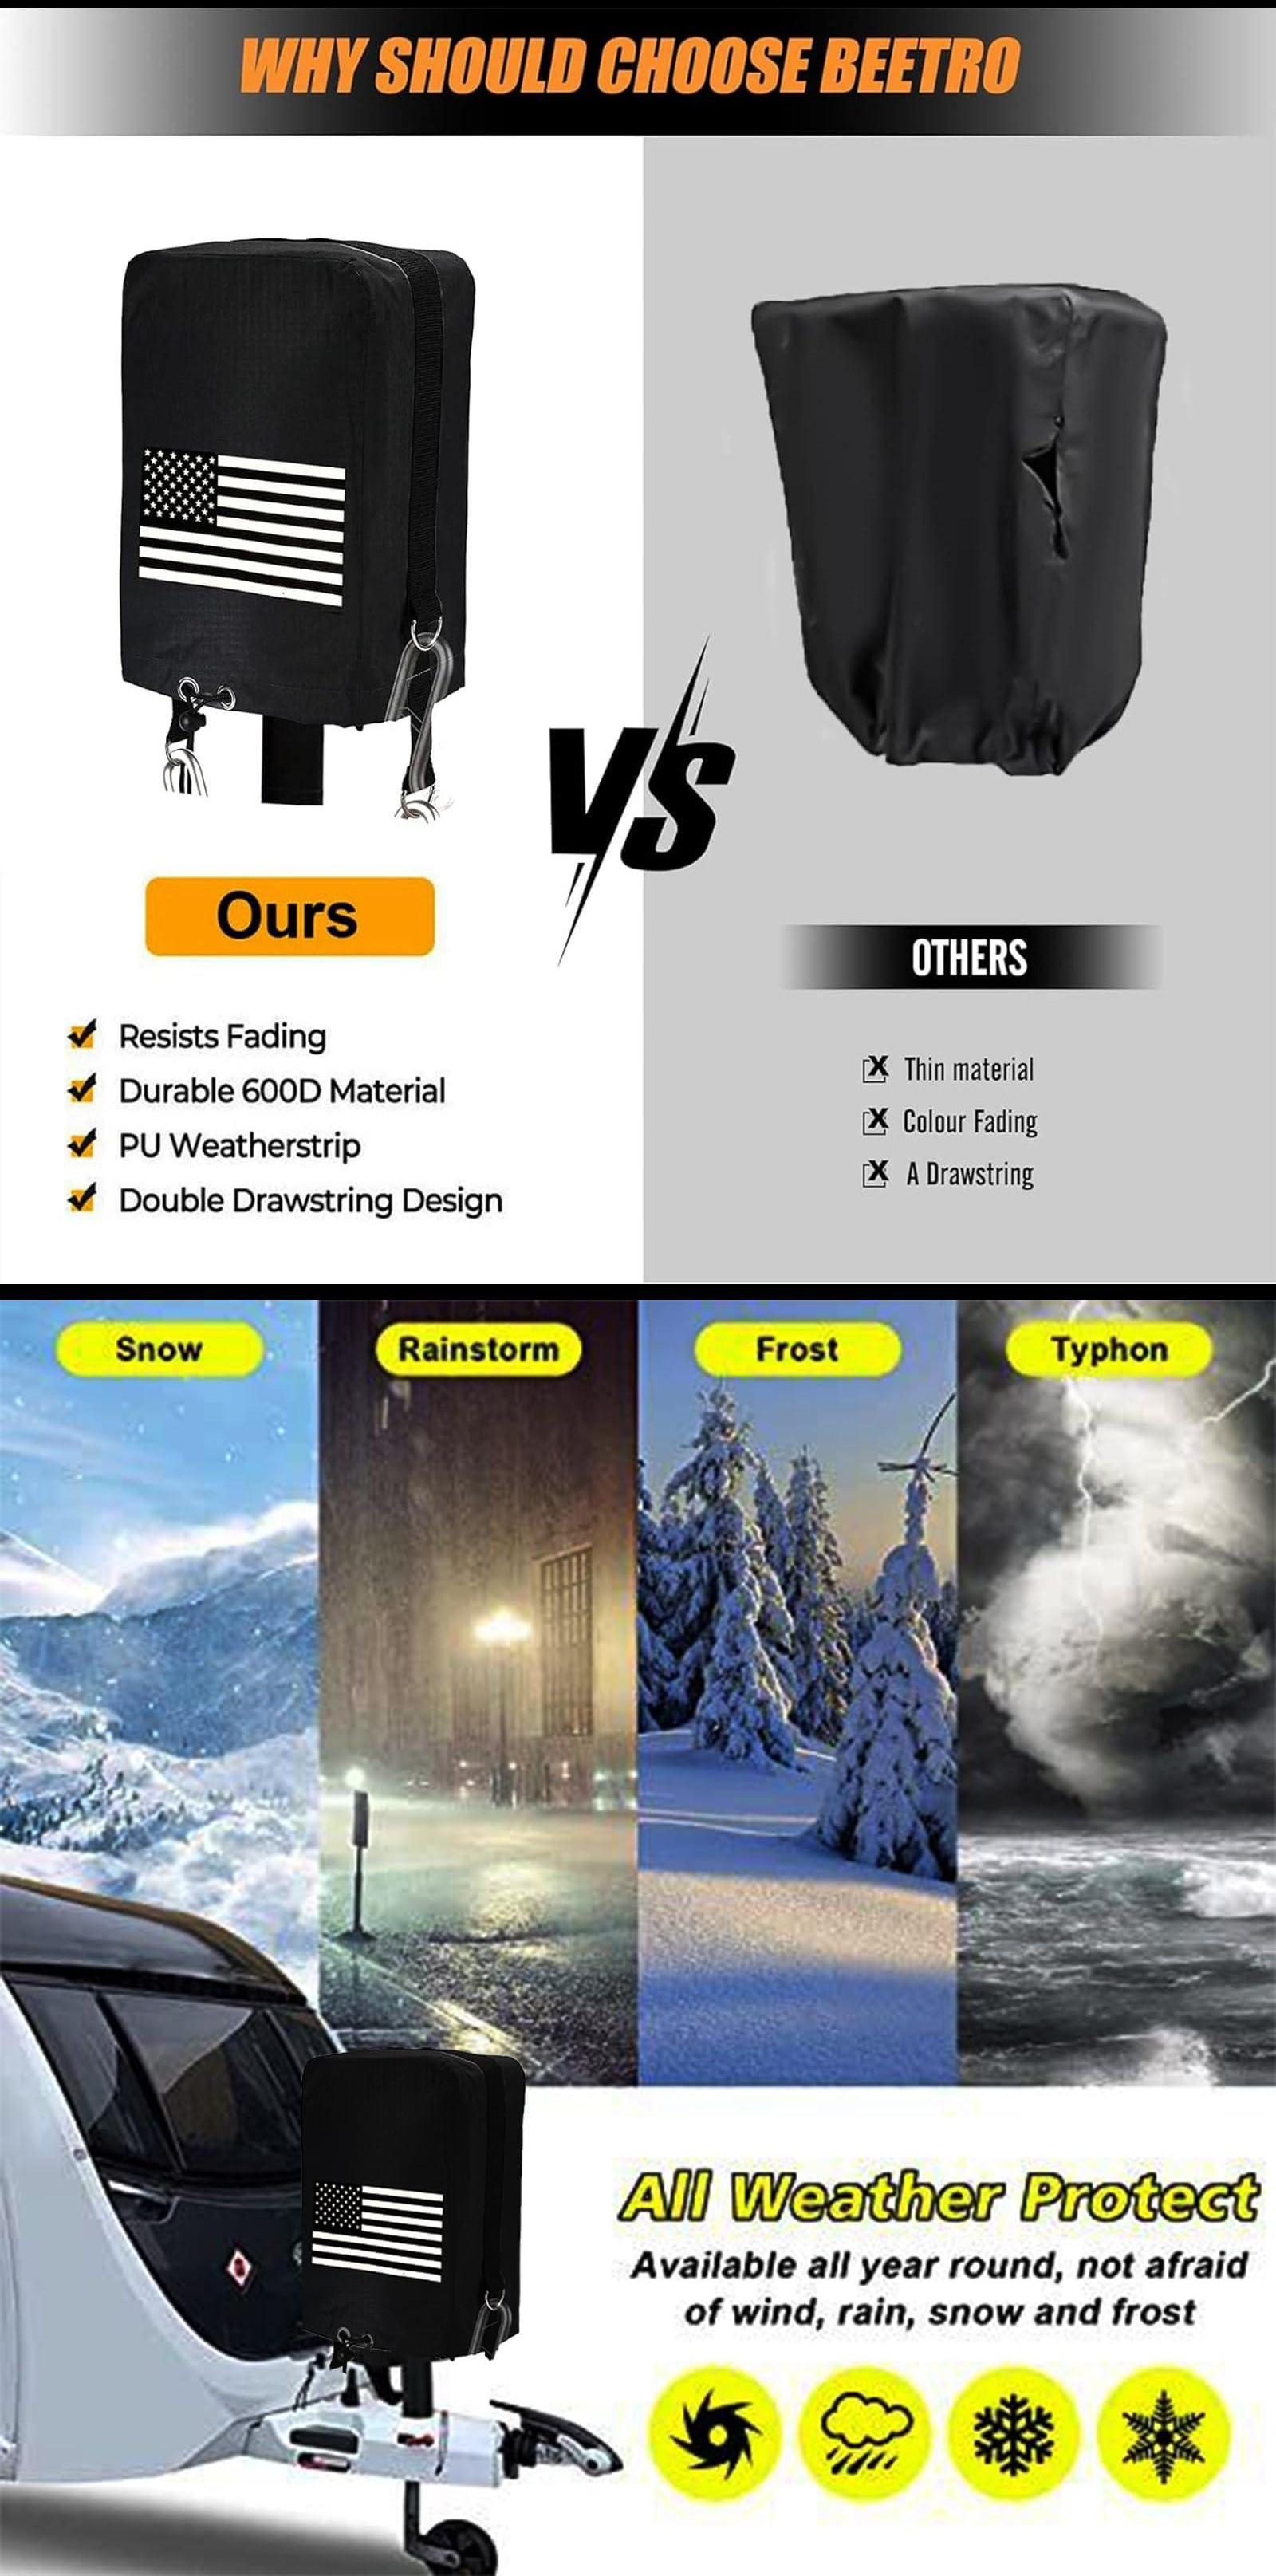 WHY SHOULD CHOOSE BEETRO
VS
Ours
Resists Fading
Durable 600D Material
PU Weatherstrip
Double Drawstring Design
OTHERS
Thin material
Colour Fading
A Drawstring
Snow
Rainstorm
Frost
Typhon
All Weather Protect
Available all year round, not afraid
of wind, rain, snow and frost